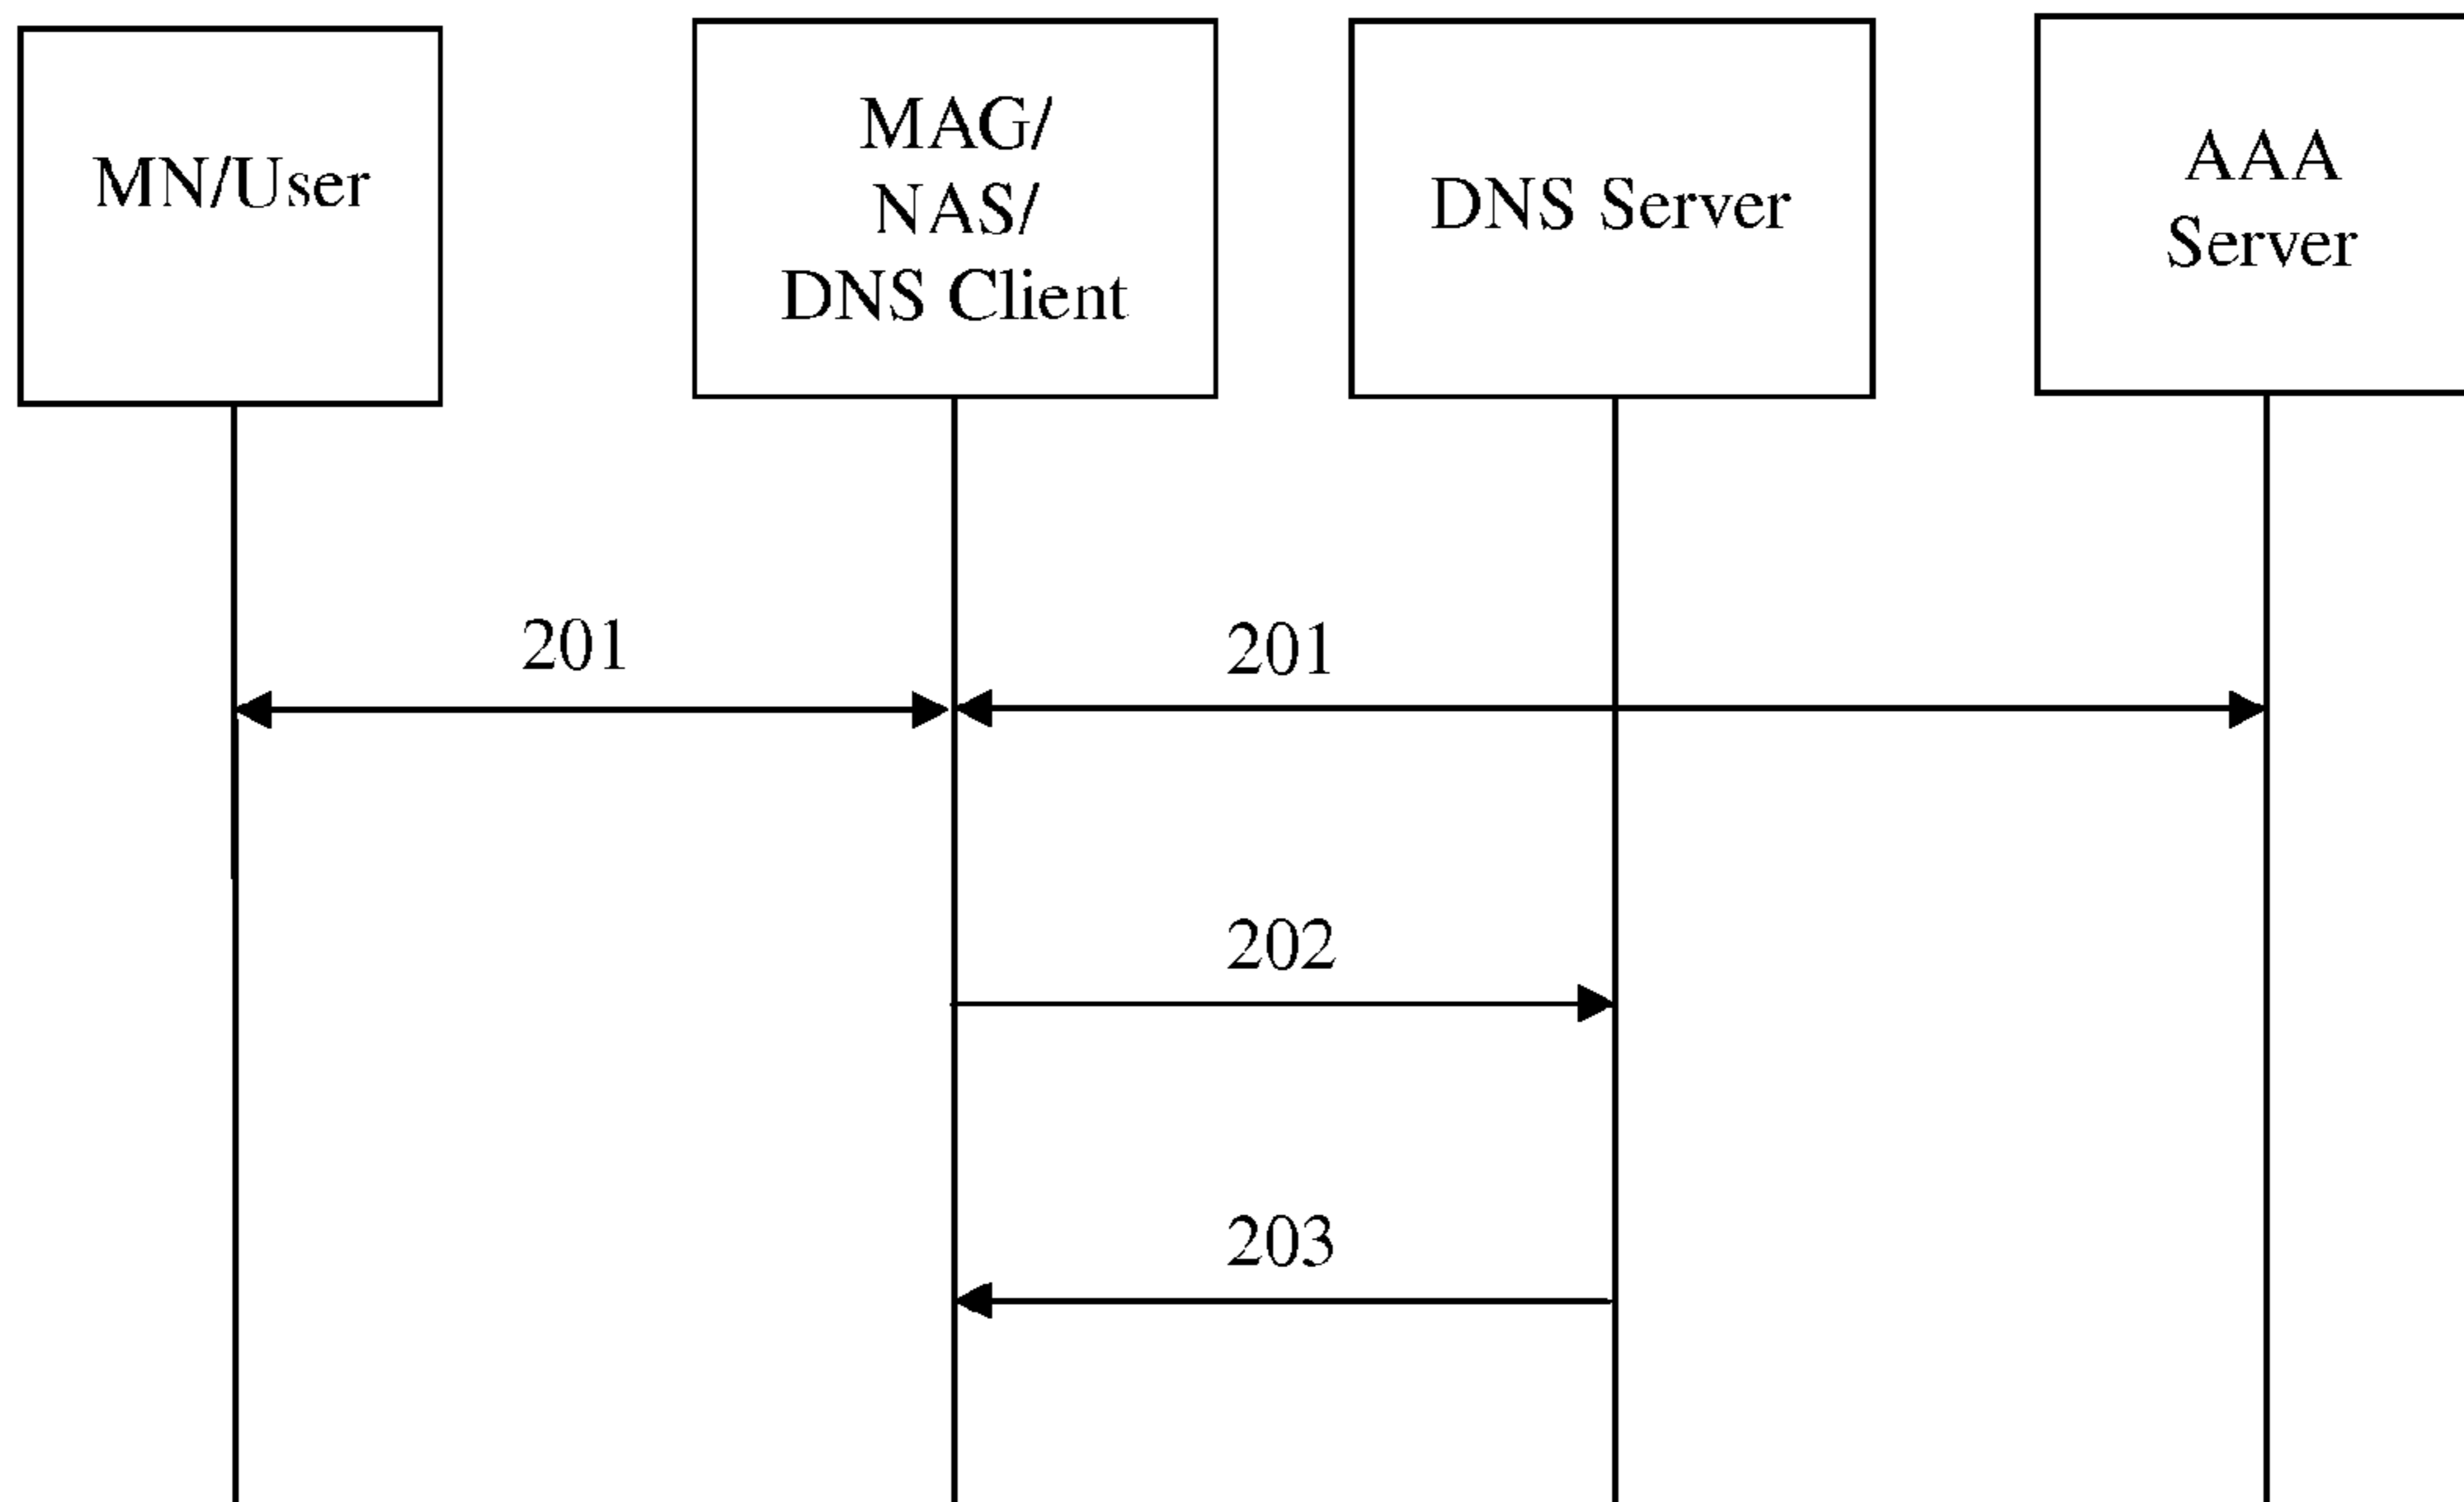 MN/User
MAG/
NAS/
DNS Client
DNS Server
AAA
Server
201
201
202
203